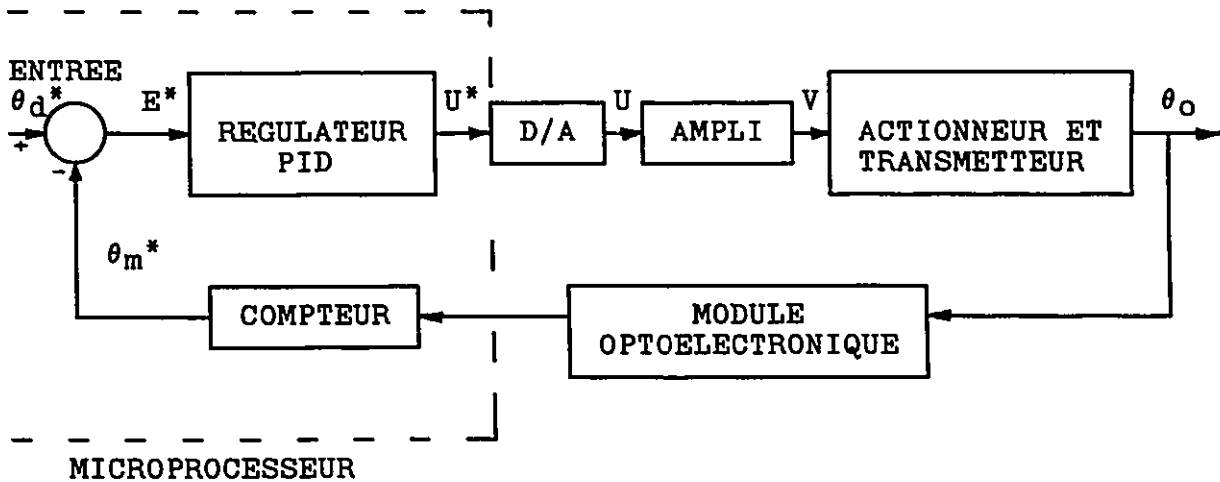 ENTREE
θd*
+
-
E*
REGULATEUR
PID
U*
D/A
U
AMPLI
V
ACTIONNEUR ET
TRANSMETTEUR
θo
θm*
COMPTEUR
MODULE
OPTOELECTRONIQUE
MICROPROCESSEUR